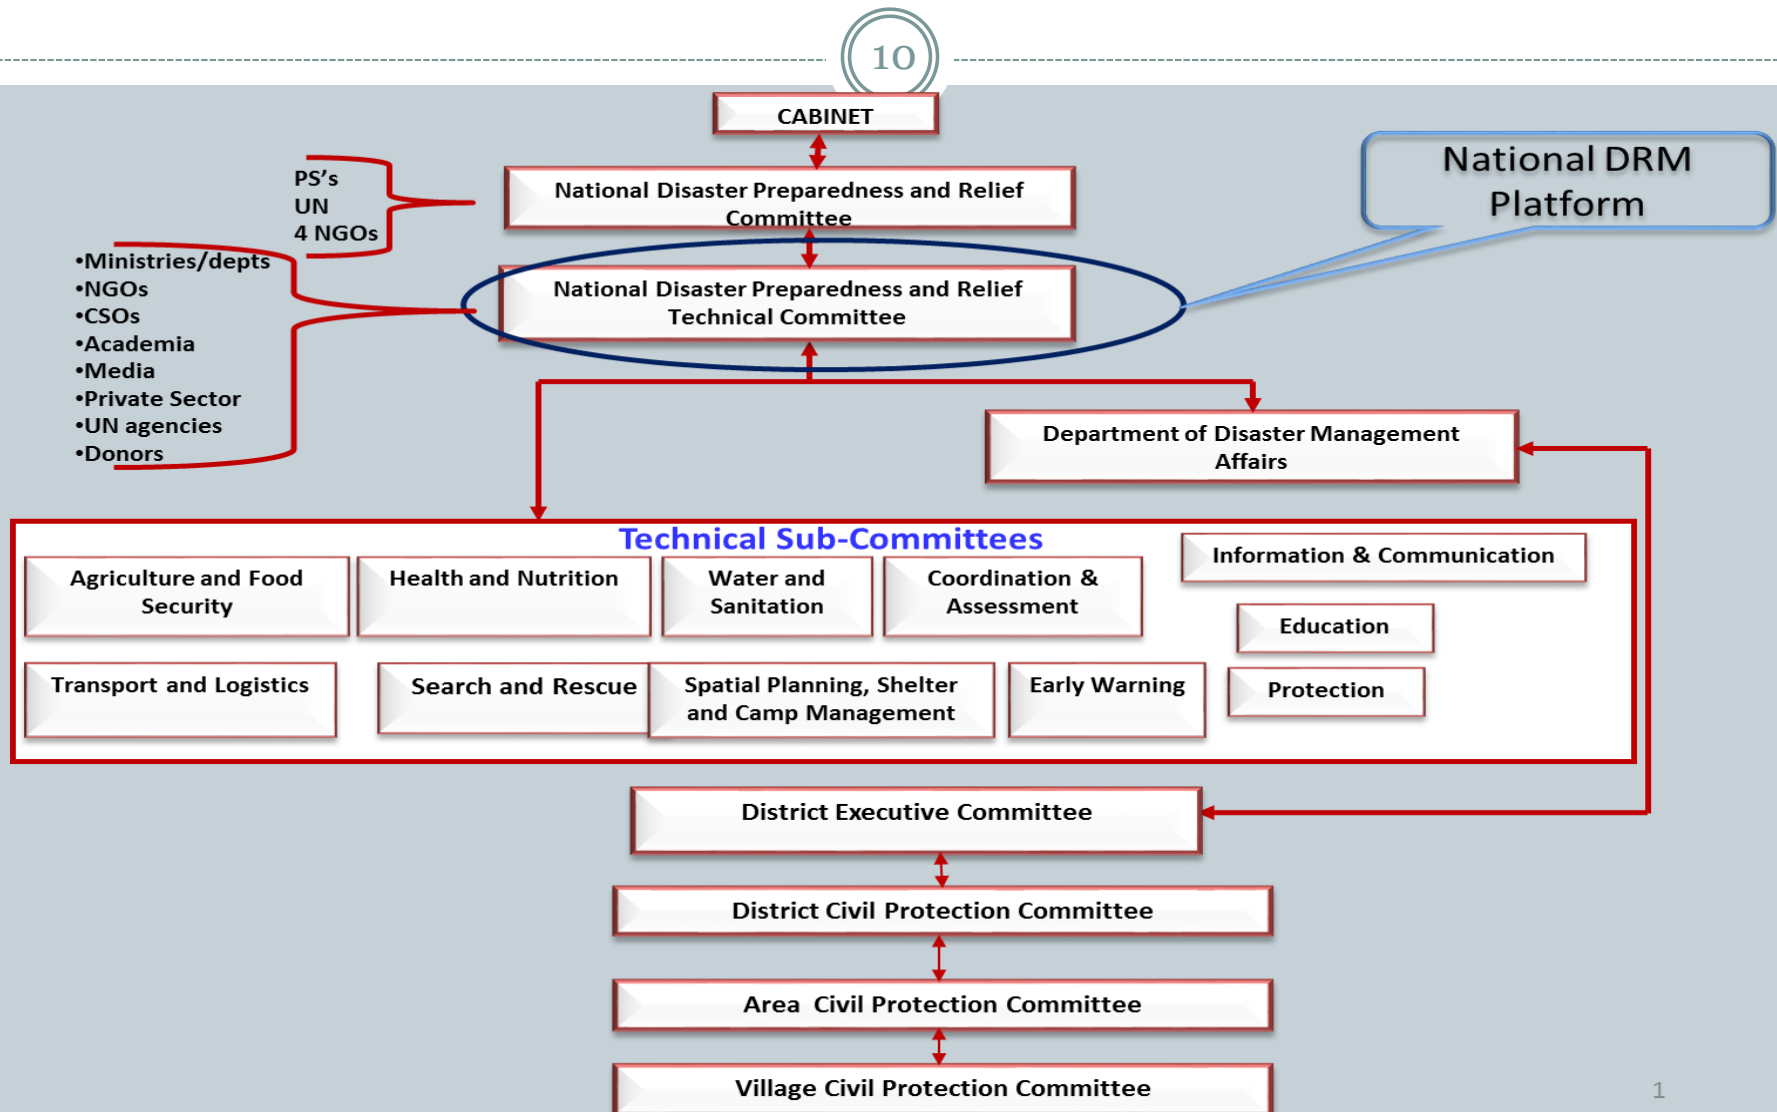 10
CABINET
National Disaster Preparedness and Relief
Committee
National DRM
Platform
PS’s
UN
4 NGOs
•Ministries/depts
•NGOs
•CSOs
•Academia
•Media
•Private Sector
•UN agencies
•Donors
National Disaster Preparedness and Relief
Technical Committee
Department of Disaster Management
Affairs
Technical Sub-Committees
Agriculture and Food
Security
Health and Nutrition
Water and
Sanitation
Coordination &
Assessment
Information & Communication
Education
Transport and Logistics
Search and Rescue
Spatial Planning, Shelter
and Camp Management
Early Warning
Protection
District Executive Committee
District Civil Protection Committee
Area  Civil Protection Committee
Village Civil Protection Committee
1